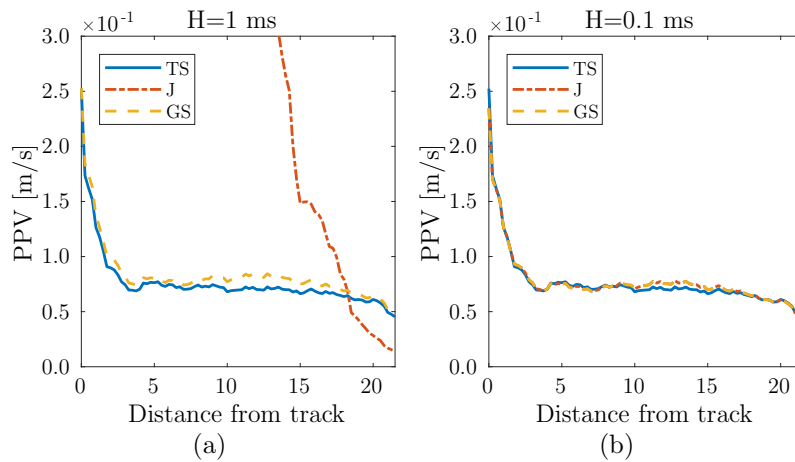 ×10⁻¹ H=1 ms
3.0
2.5
2.0
1.5
1.0
0.5
0.0
PPV [m/s]
TS
J
GS
0 5 10 15 20
Distance from track
(a)
×10⁻¹ H=0.1 ms
3.0
2.5
2.0
1.5
1.0
0.5
0.0
PPV [m/s]
TS
J
GS
0 5 10 15 20
Distance from track
(b)